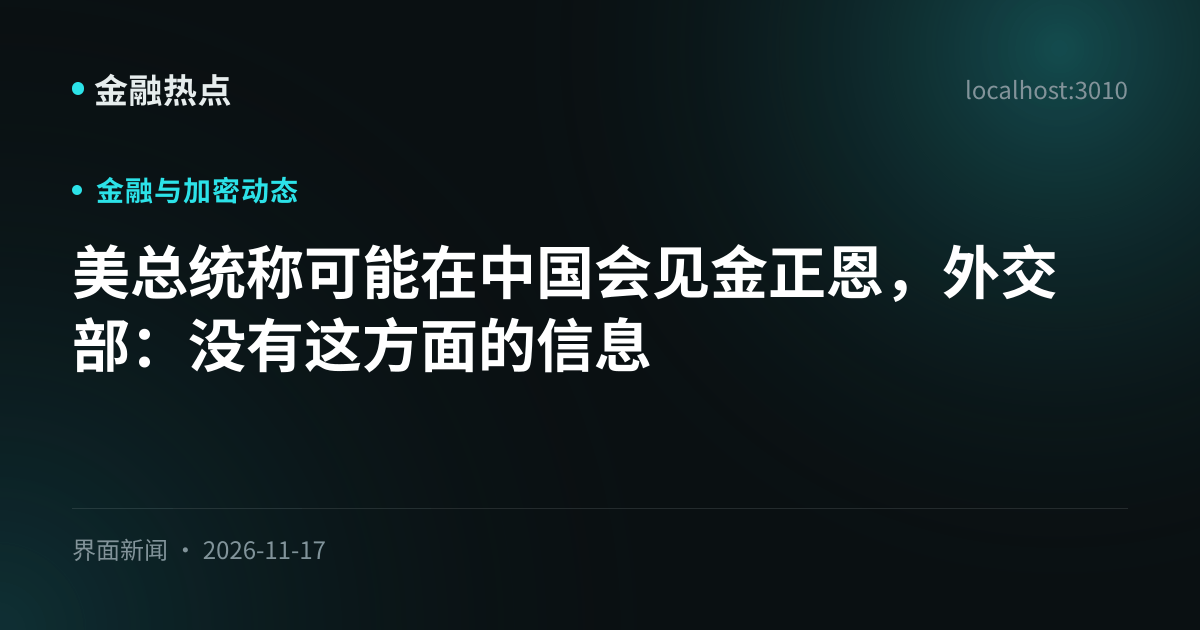 金融热点
localhost:3010
金融与加密动态
美总统称可能在中国会见金正恩，外交
部：没有这方面的信息
界面新闻 · 2026-11-17